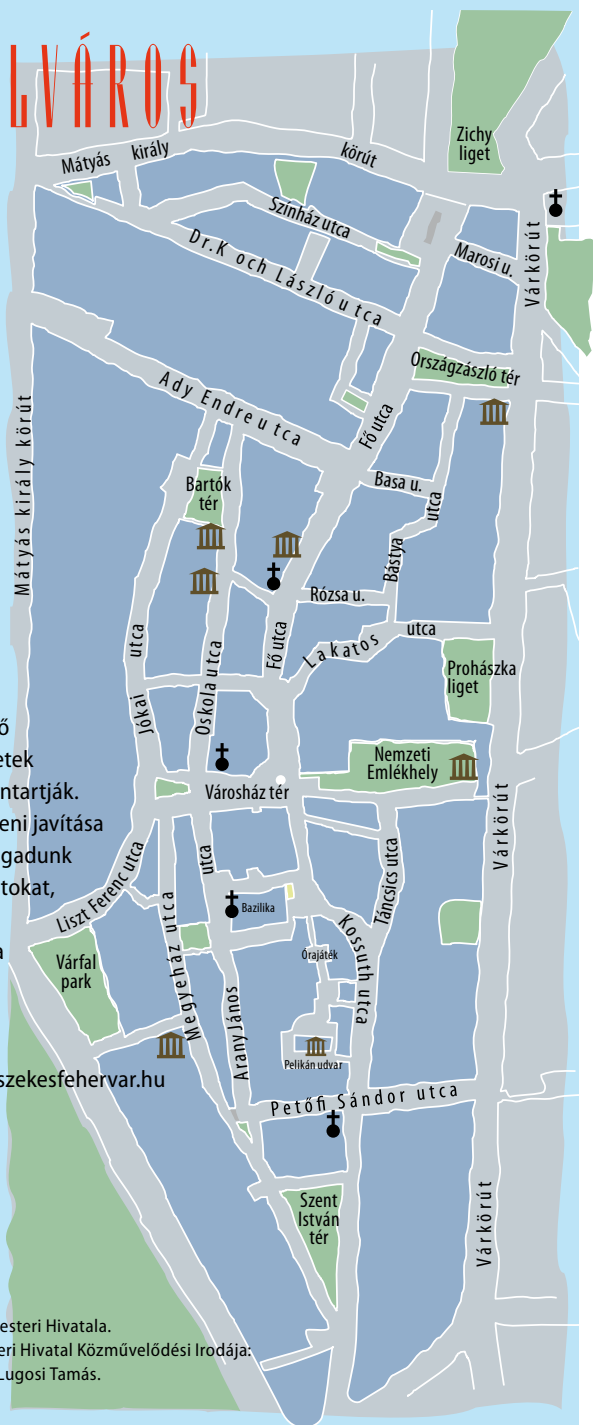 LVÁROS
Zichy
liget
Mátyás király körút
Színház utca
Marosi u.
Várkörút
Dr. Koch László utca
Országzászló tér
Ady Endre utca
Mátyás király körút
Fő utca
Basa u.
Bástya utca
Bartók
tér
Rózsa u.
Lakatos utca
Jókai utca
Oskola utca
Fő utca
Prohászka
liget
ő
etek
ntartják.
eni javítása
gadunk
tokat,
a
szekesfehervar.hu
Nemzeti
Emlékhely
Városház tér
Várkörút
Liszt Ferenc utca
Megyeház utca
Arany János utca
Bazilika
Táncsics utca
Kossuth utca
Órajáték
Várfal
park
Pelikán udvar
Petőfi Sándor utca
Szent
István
tér
Várkörút
esteri Hivatala.
eri Hivatal Közművelődési Irodája:
Lugosi Tamás.